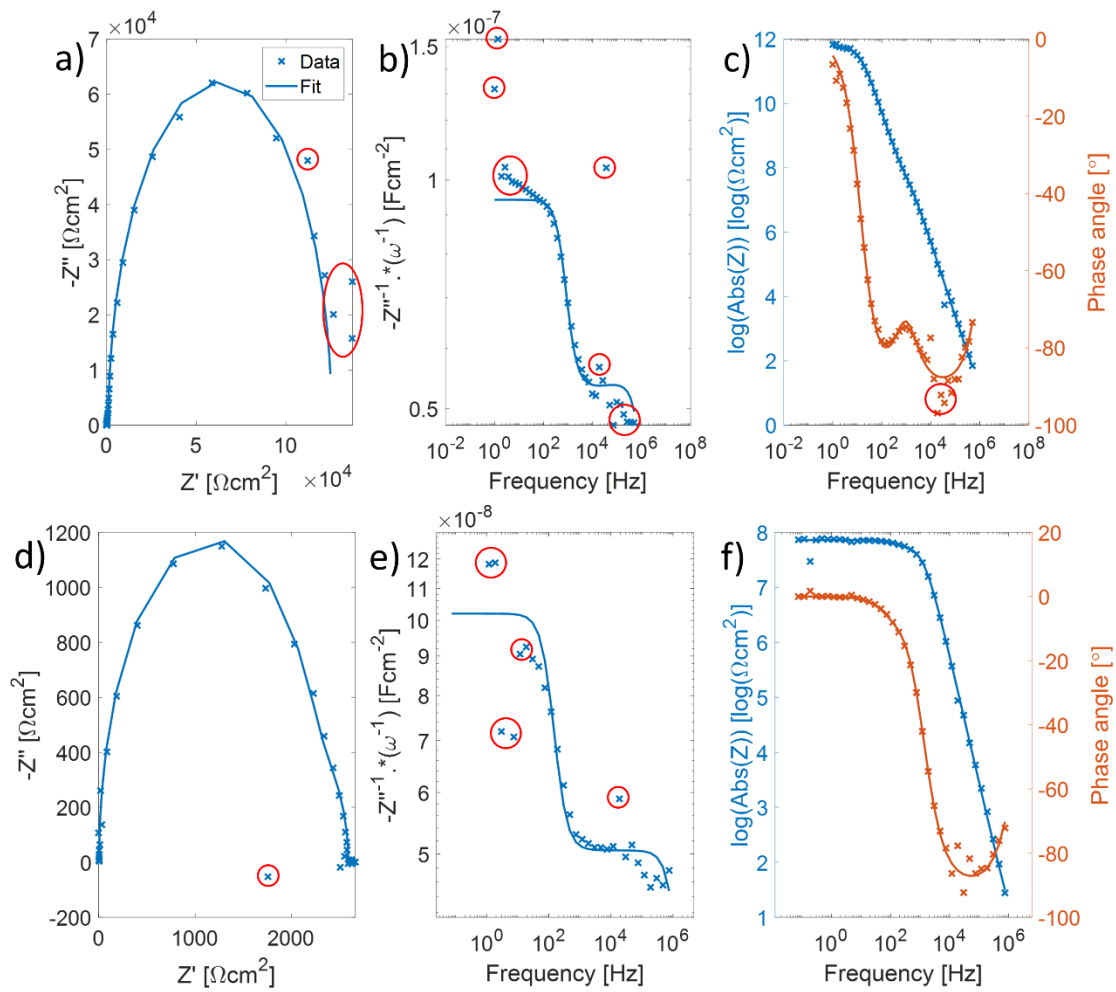 a)
×10⁴
7
6
5
4
3
2
1
0
-Z'' [Ωcm²]
0
5
10
Z' [Ωcm²]
×10⁴
Data
Fit
b)
×10⁻⁷
1.5
1
0.5
-Z''⁻¹.*(ω⁻¹) [Fcm⁻²]
10⁻² 10⁰ 10² 10⁴ 10⁶ 10⁸
Frequency [Hz]
c)
12
10
8
6
4
2
0
log(Abs(Z)) [log(Ωcm²)]
10⁻² 10⁰ 10² 10⁴ 10⁶ 10⁸
Frequency [Hz]
0
-20
-40
-60
-80
-100
Phase angle [°]
d)
1200
1000
800
600
400
200
0
-200
-Z'' [Ωcm²]
0
1000
2000
Z' [Ωcm²]
e)
×10⁻⁸
12
10
9
8
7
6
5
-Z''⁻¹.*(ω⁻¹) [Fcm⁻²]
10⁰ 10² 10⁴ 10⁶
Frequency [Hz]
f)
8
7
6
5
4
3
2
1
log(Abs(Z)) [log(Ωcm²)]
10⁰ 10² 10⁴ 10⁶
Frequency [Hz]
20
0
-20
-40
-60
-80
-100
Phase angle [°]